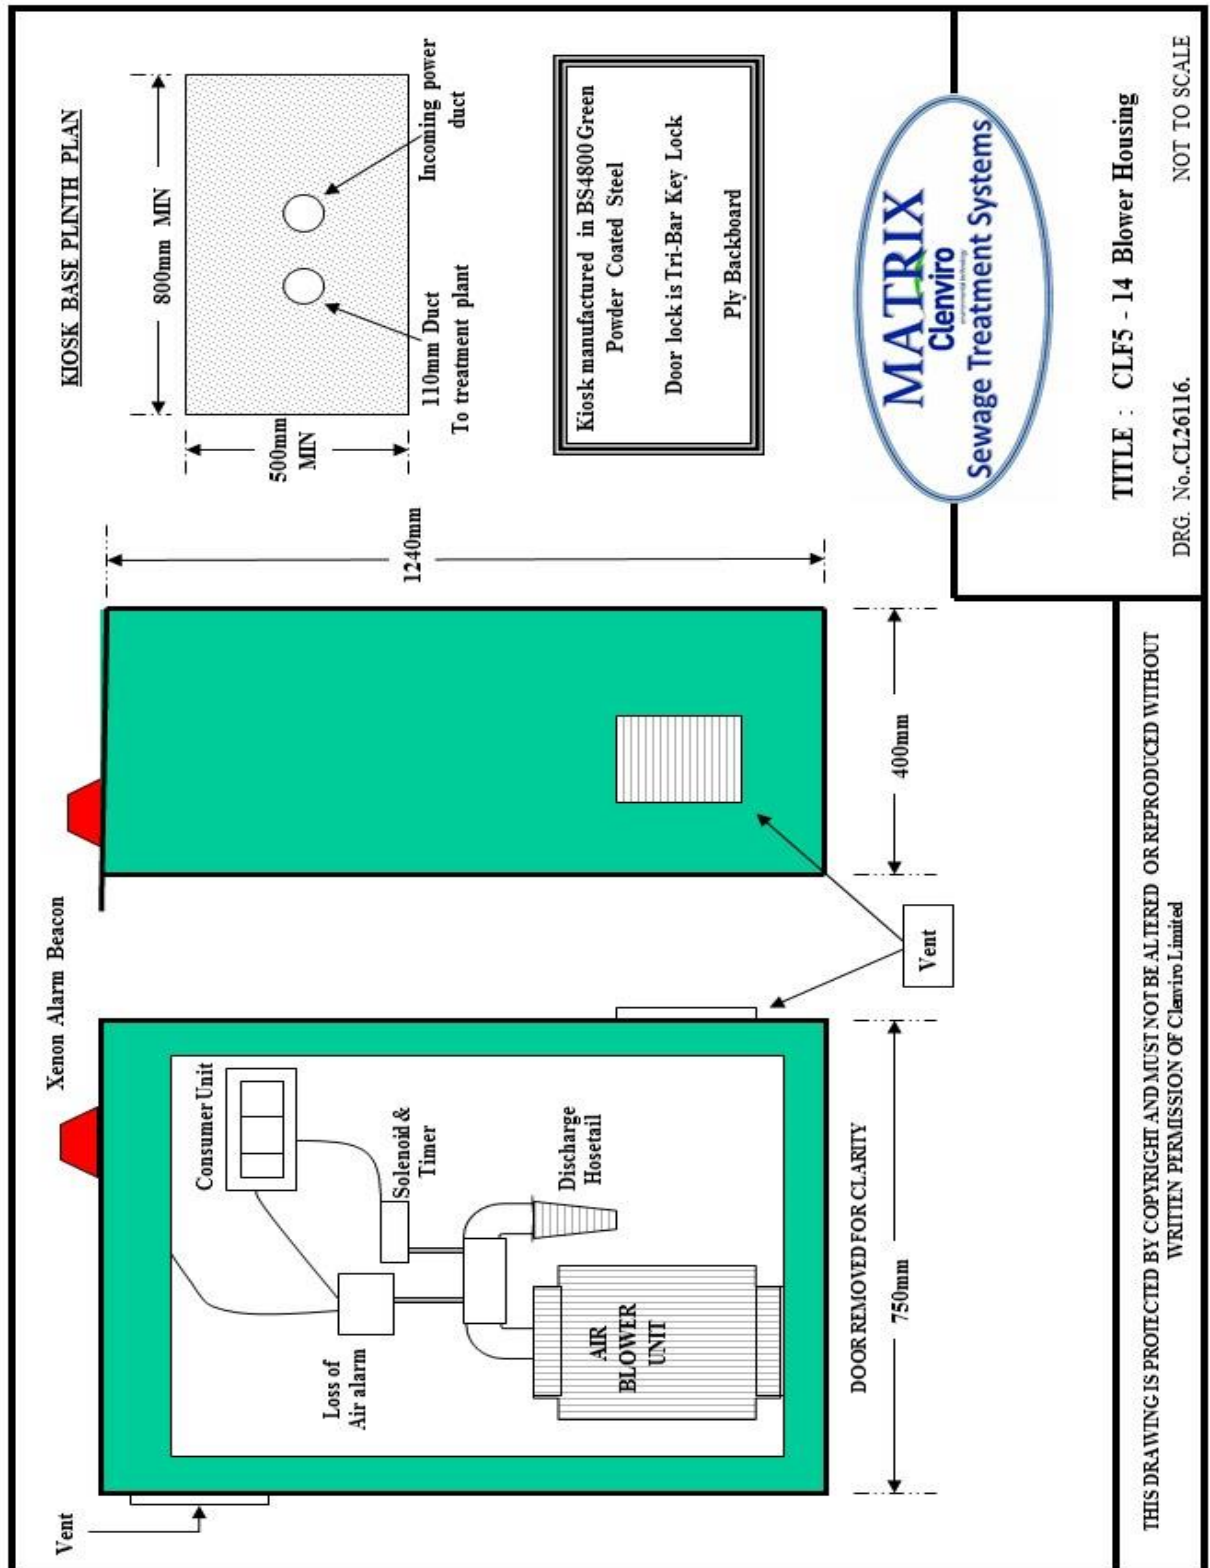 Vent
Xenon Alarm Beacon
Consumer Unit
Loss of
Air alarm
Solenoid &
Timer
Discharge
Hosetail
AIR
BLOWER
UNIT
DOOR REMOVED FOR CLARITY
750mm
Vent
400mm
1240mm
KIOSK BASE PLINTH PLAN
800mm MIN
500mm
MIN
110mm Duct
To treatment plant
Incoming power
duct
Kiosk manufactured in BS4800 Green
Powder Coated Steel
Door lock is Tri-Bar Key Lock
Ply Backboard
MATRIX
Clenviro
environmental technology
Sewage Treatment Systems
TITLE : CLF5 - 14 Blower Housing
DRG. No..CL26116.
NOT TO SCALE
THIS DRAWING IS PROTECTED BY COPYRIGHT AND MUST NOT BE ALTERED OR REPRODUCED WITHOUT
WRITTEN PERMISSION OF Clenviro Limited